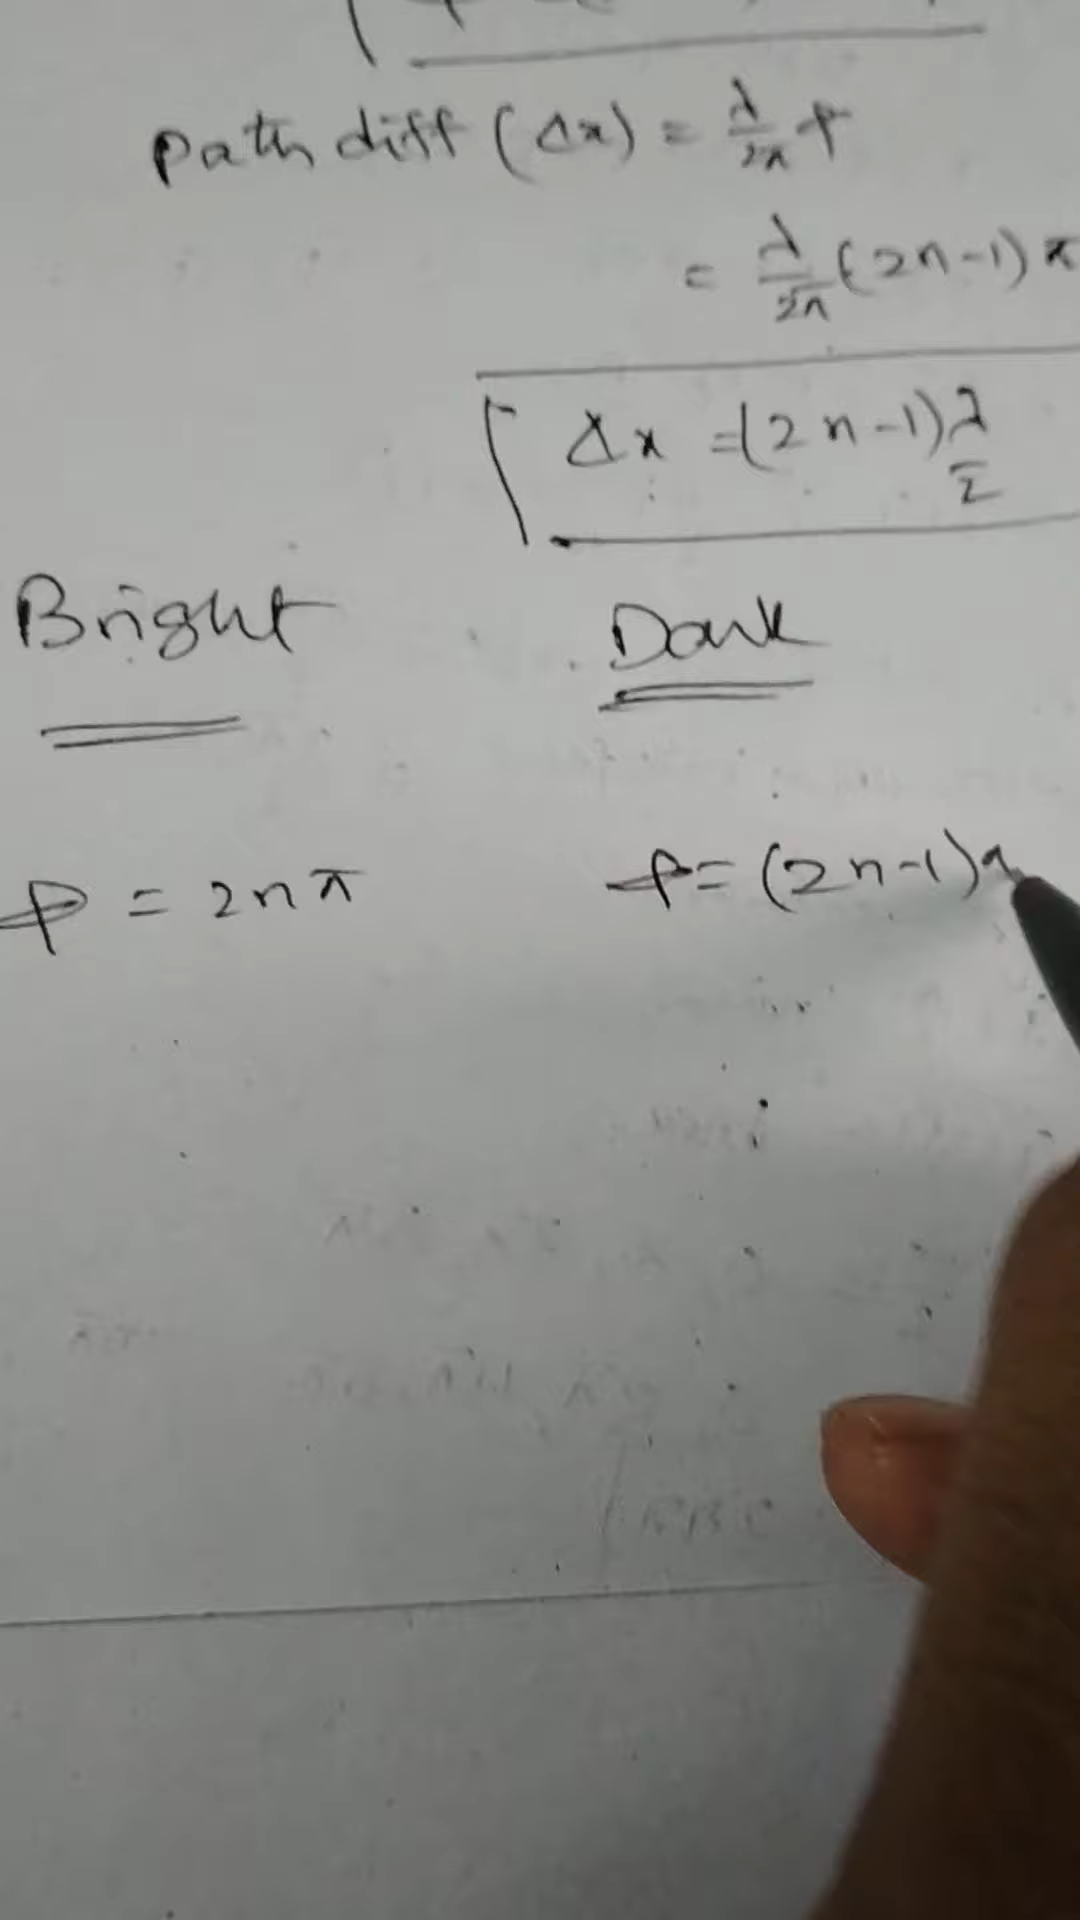 Path diff (Δx) = λ/2π φ
= λ/2π (2n-1) π
Δx = (2n-1) λ/2
Bright Dark
φ = 2nπ φ = (2n-1)π